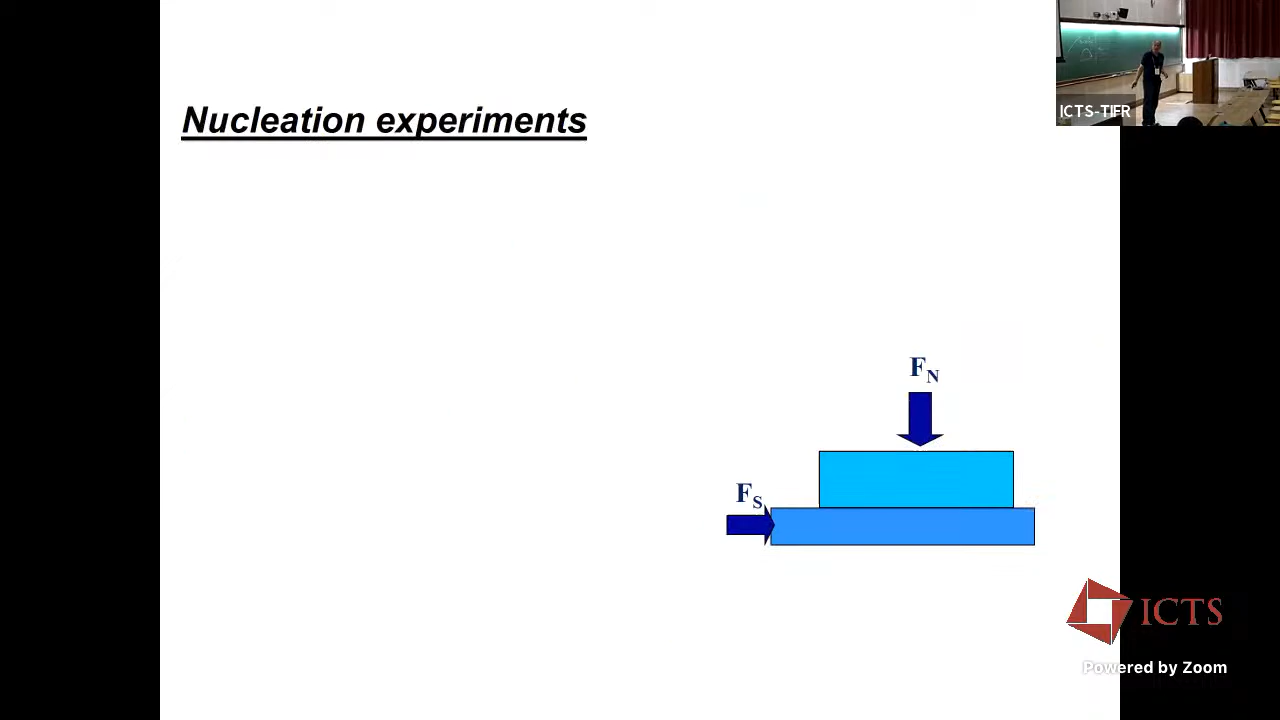 ICTS-TIFR
Nucleation experiments
F_N
F_S
ICTS
Powered by Zoom